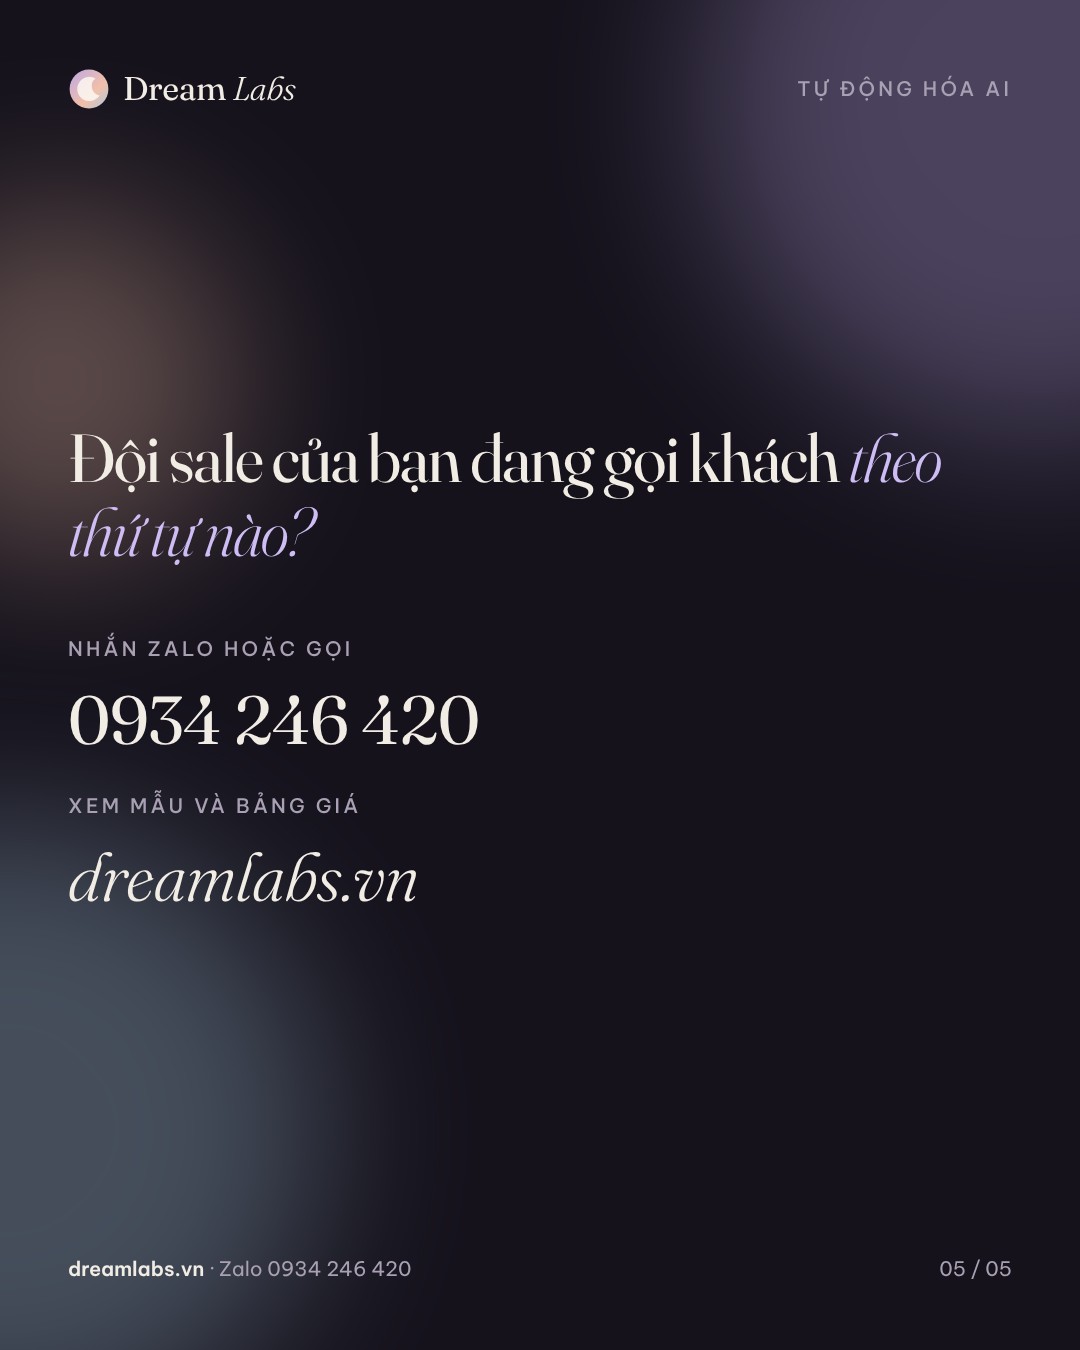 Dream Labs
TỰ ĐỘNG HÓA AI
Đội sale của bạn đang gọi khách theo
thứ tự nào?
NHẮN ZALO HOẶC GỌI
0934 246 420
XEM MẪU VÀ BẢNG GIÁ
dreamlabs.vn
dreamlabs.vn · Zalo 0934 246 420
05 / 05